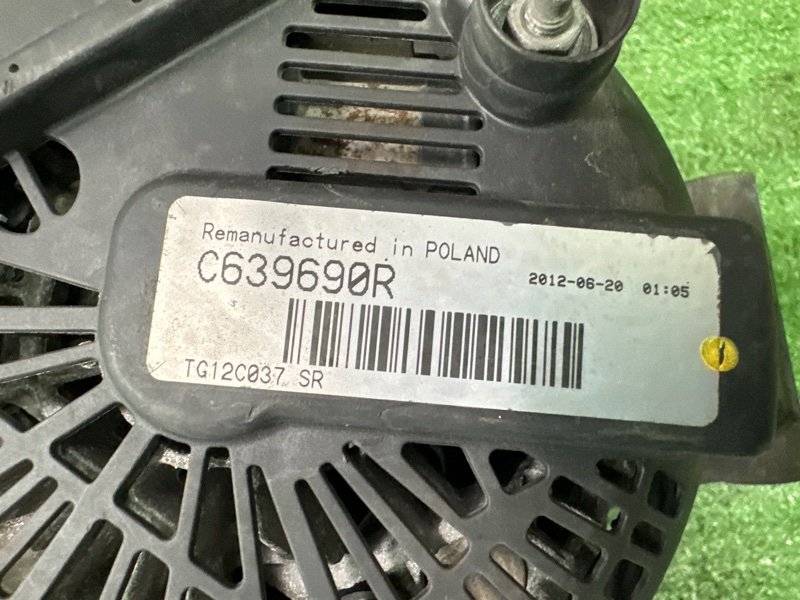 Remanufactured in POLAND
C639690R 2012-06-20 01:05
TG12C037 SR